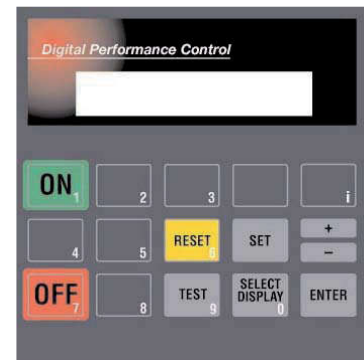 Digital Performance Control
ON 1
2
3
i
4
5
RESET 6
SET
+
−
OFF 7
8
TEST 9
SELECT
DISPLAY
0
ENTER